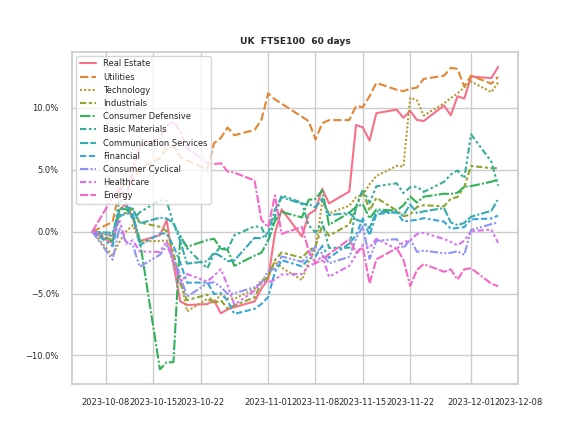 UK  FTSE100  60 days
Real Estate
Utilities
Technology
Industrials
Consumer Defensive
Basic Materials
Communication Services
Financial
Consumer Cyclical
Healthcare
Energy
10.0%
5.0%
0.0%
−5.0%
−10.0%
2023-10-08 2023-10-15 2023-10-22 2023-11-01 2023-11-08 2023-11-15 2023-11-22 2023-12-01 2023-12-08